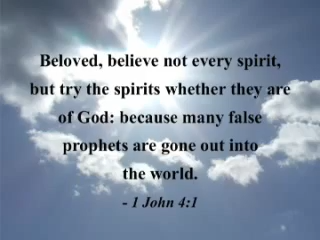 Beloved, believe not every spirit,
but try the spirits whether they are
of God: because many false
prophets are gone out into
the world.
- 1 John 4:1